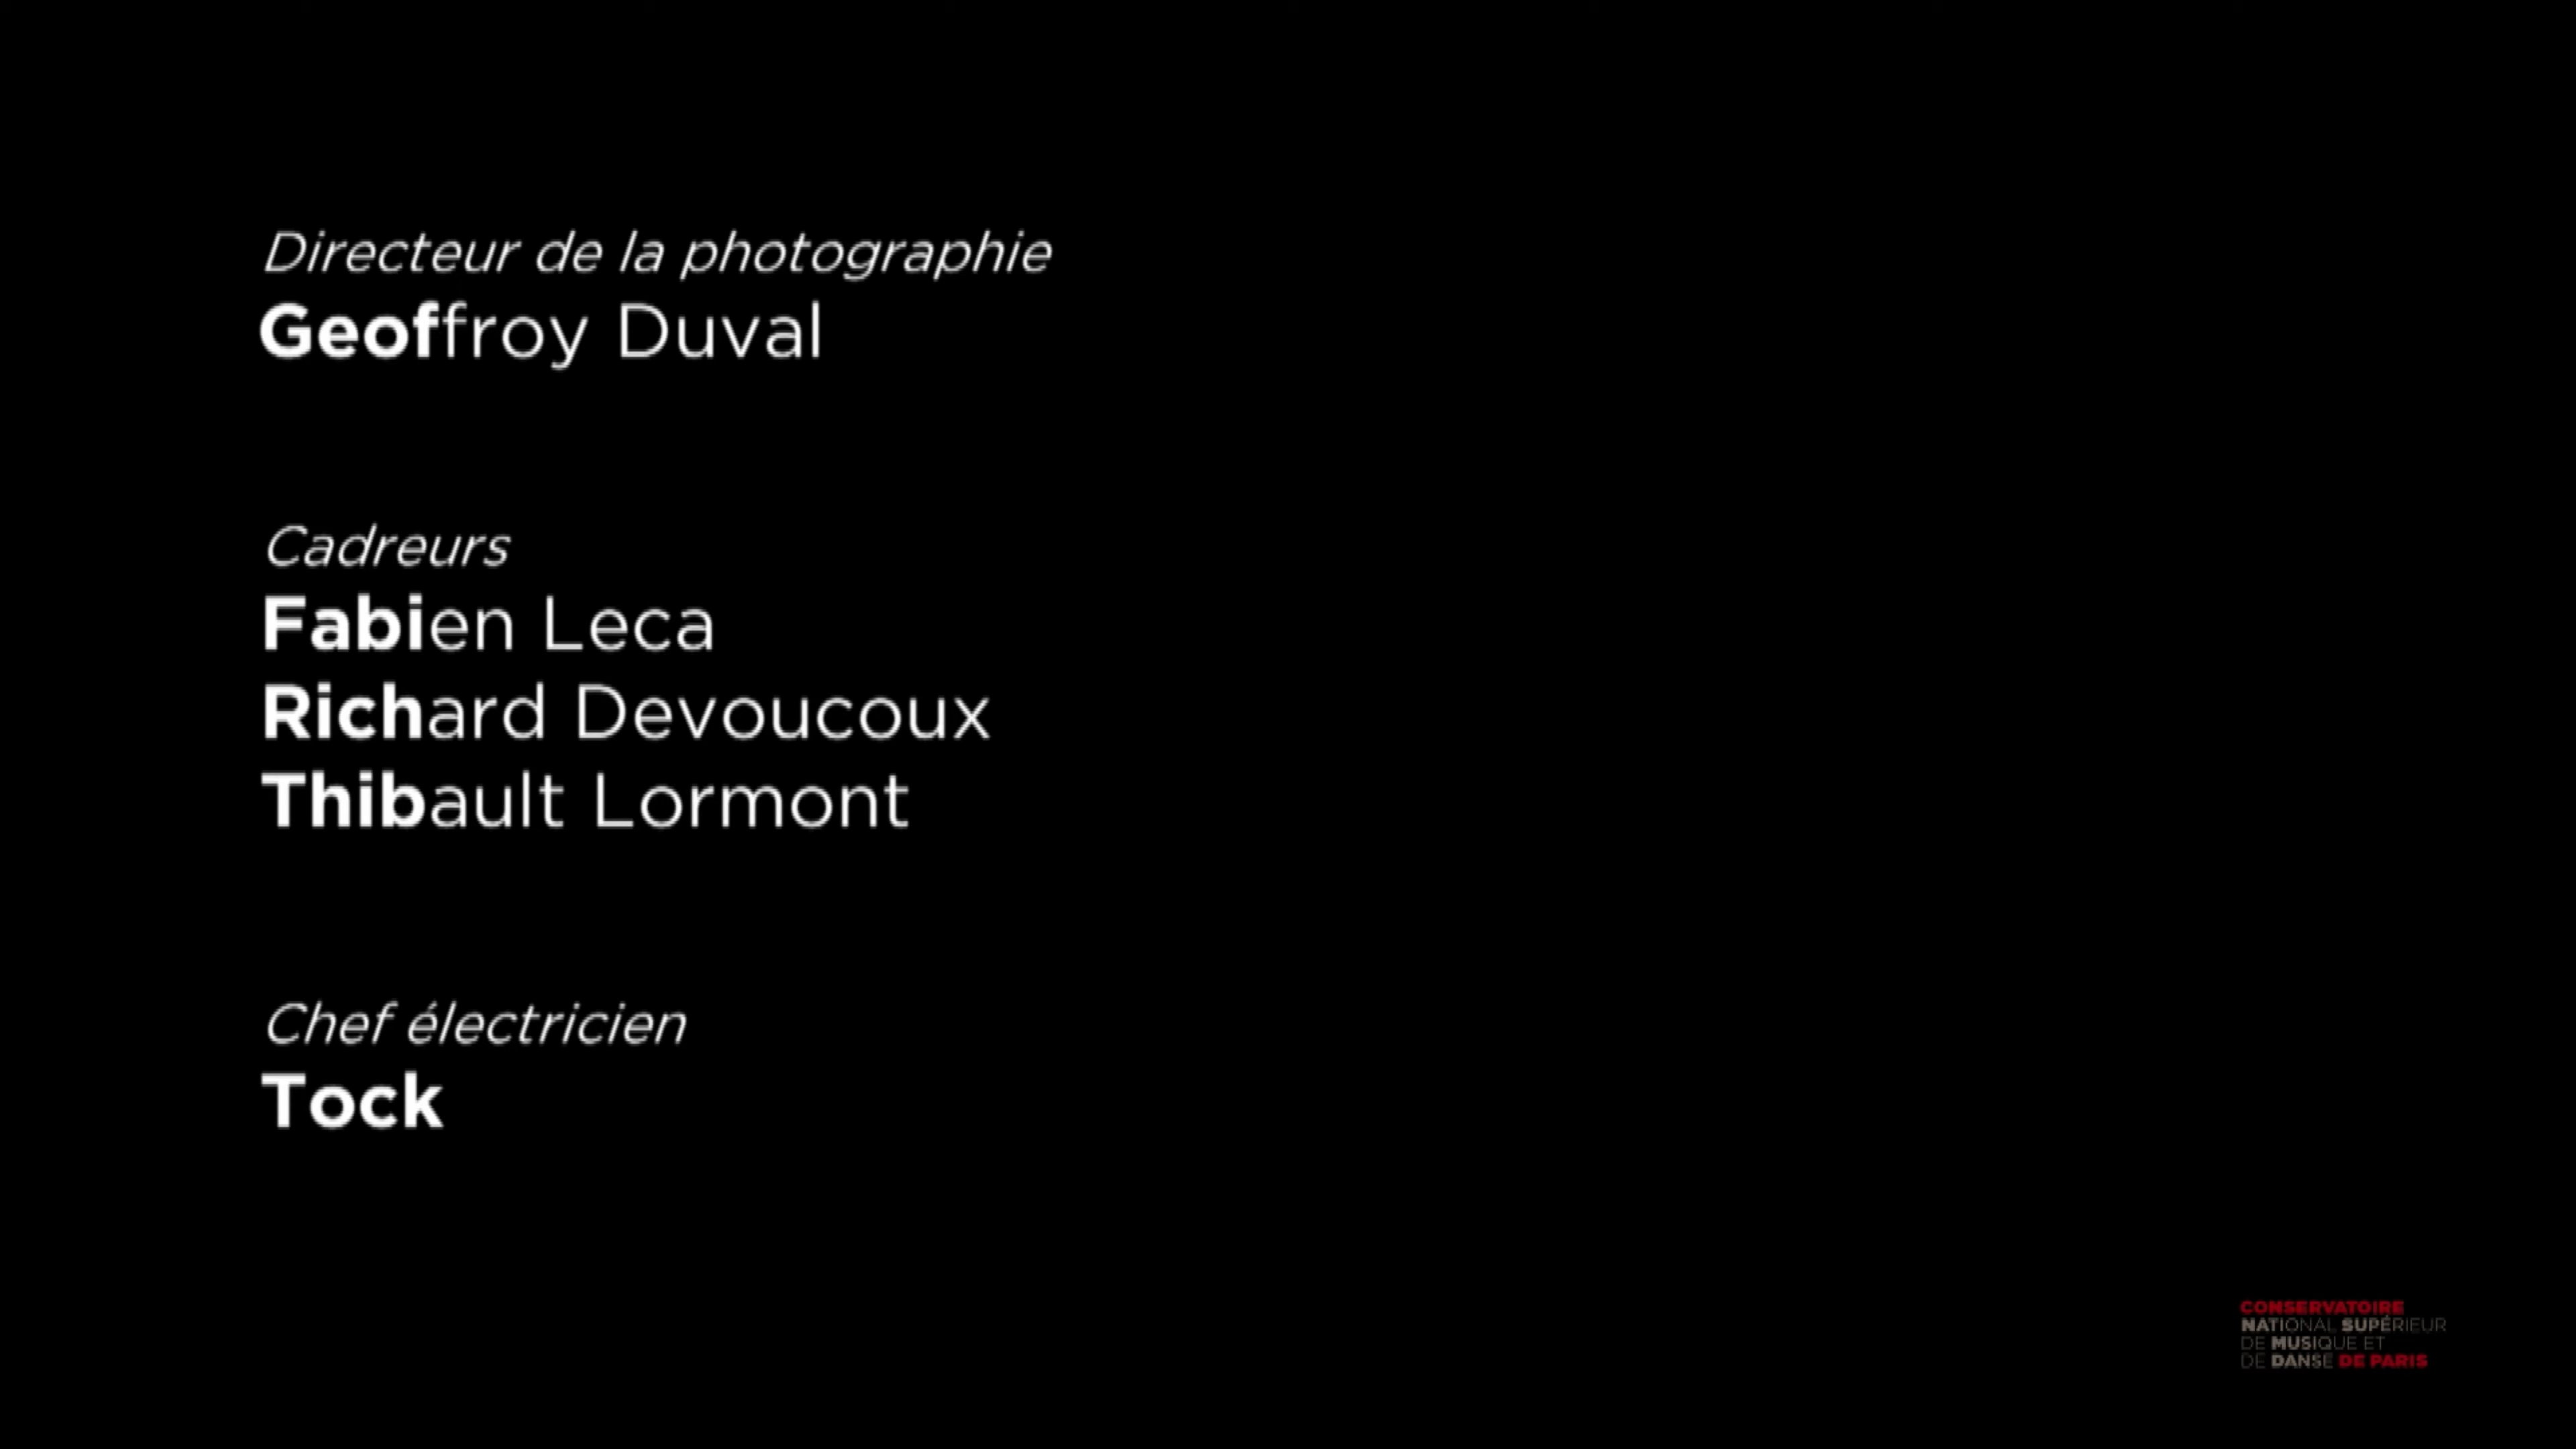 Directeur de la photographie
Geoffroy Duval
Cadreurs
Fabien Leca
Richard Devoucoux
Thibault Lormont
Chef électricien
Tock
CONSERVATOIRE
NATIONAL SUPÉRIEUR
DE MUSIQUE ET
DE DANSE DE PARIS